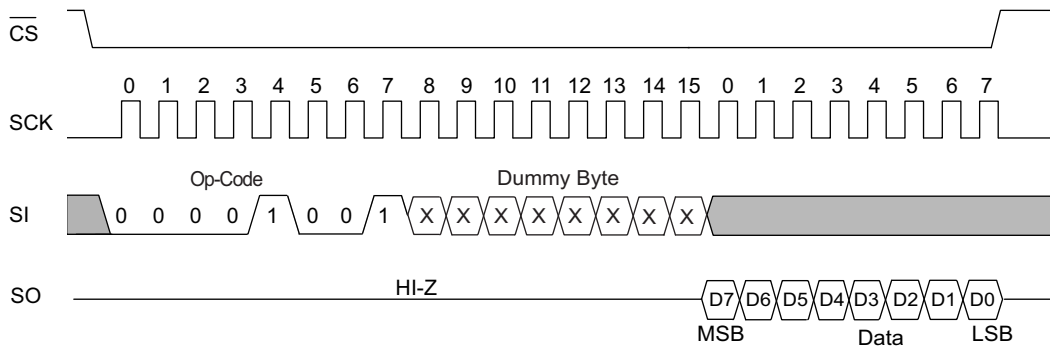 CS
0 1 2 3 4 5 6 7 8 9 10 11 12 13 14 15 0 1 2 3 4 5 6 7
SCK
Op-Code Dummy Byte
SI 0 0 0 0 1 0 0 1 X X X X X X X X
HI-Z
SO D7 D6 D5 D4 D3 D2 D1 D0
MSB Data LSB